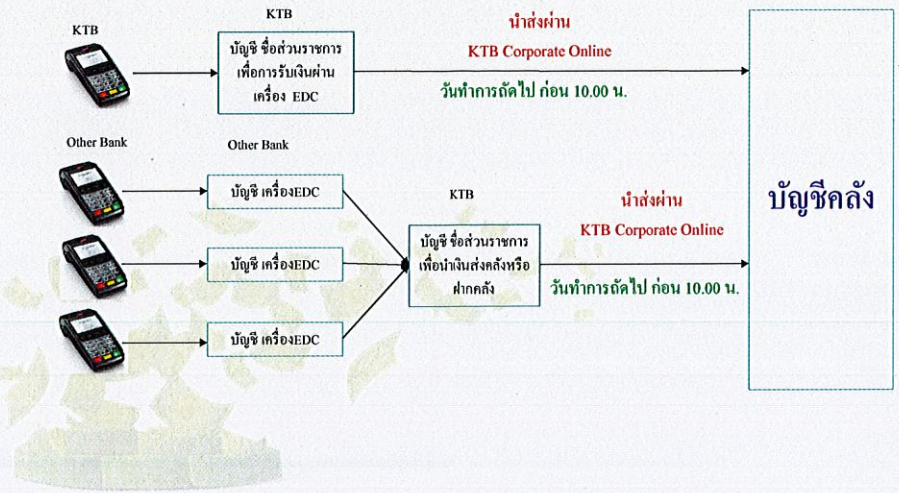 KTB
KTB
บัญชี ชื่อส่วนราชการ
เพื่อการรับเงินผ่าน
เครื่อง EDC
นำส่งผ่าน
KTB Corporate Online
วันทำการถัดไป ก่อน 10.00 น.
Other Bank
Other Bank
บัญชี เครื่องEDC
บัญชี เครื่องEDC
บัญชี เครื่องEDC
KTB
บัญชี ชื่อส่วนราชการ
เพื่อนำเงินส่งคลังหรือ
ฝากคลัง
นำส่งผ่าน
KTB Corporate Online
วันทำการถัดไป ก่อน 10.00 น.
บัญชีคลัง